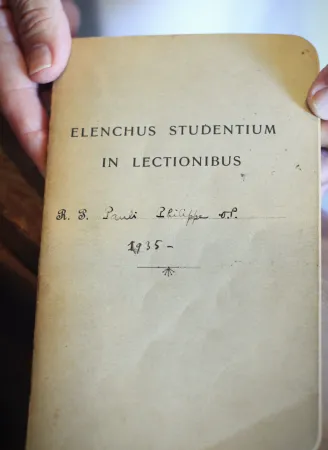 ELENCHUS STUDENTIUM
IN LECTIONIBUS
R. P. Pauli Philippe O.P.
1935-